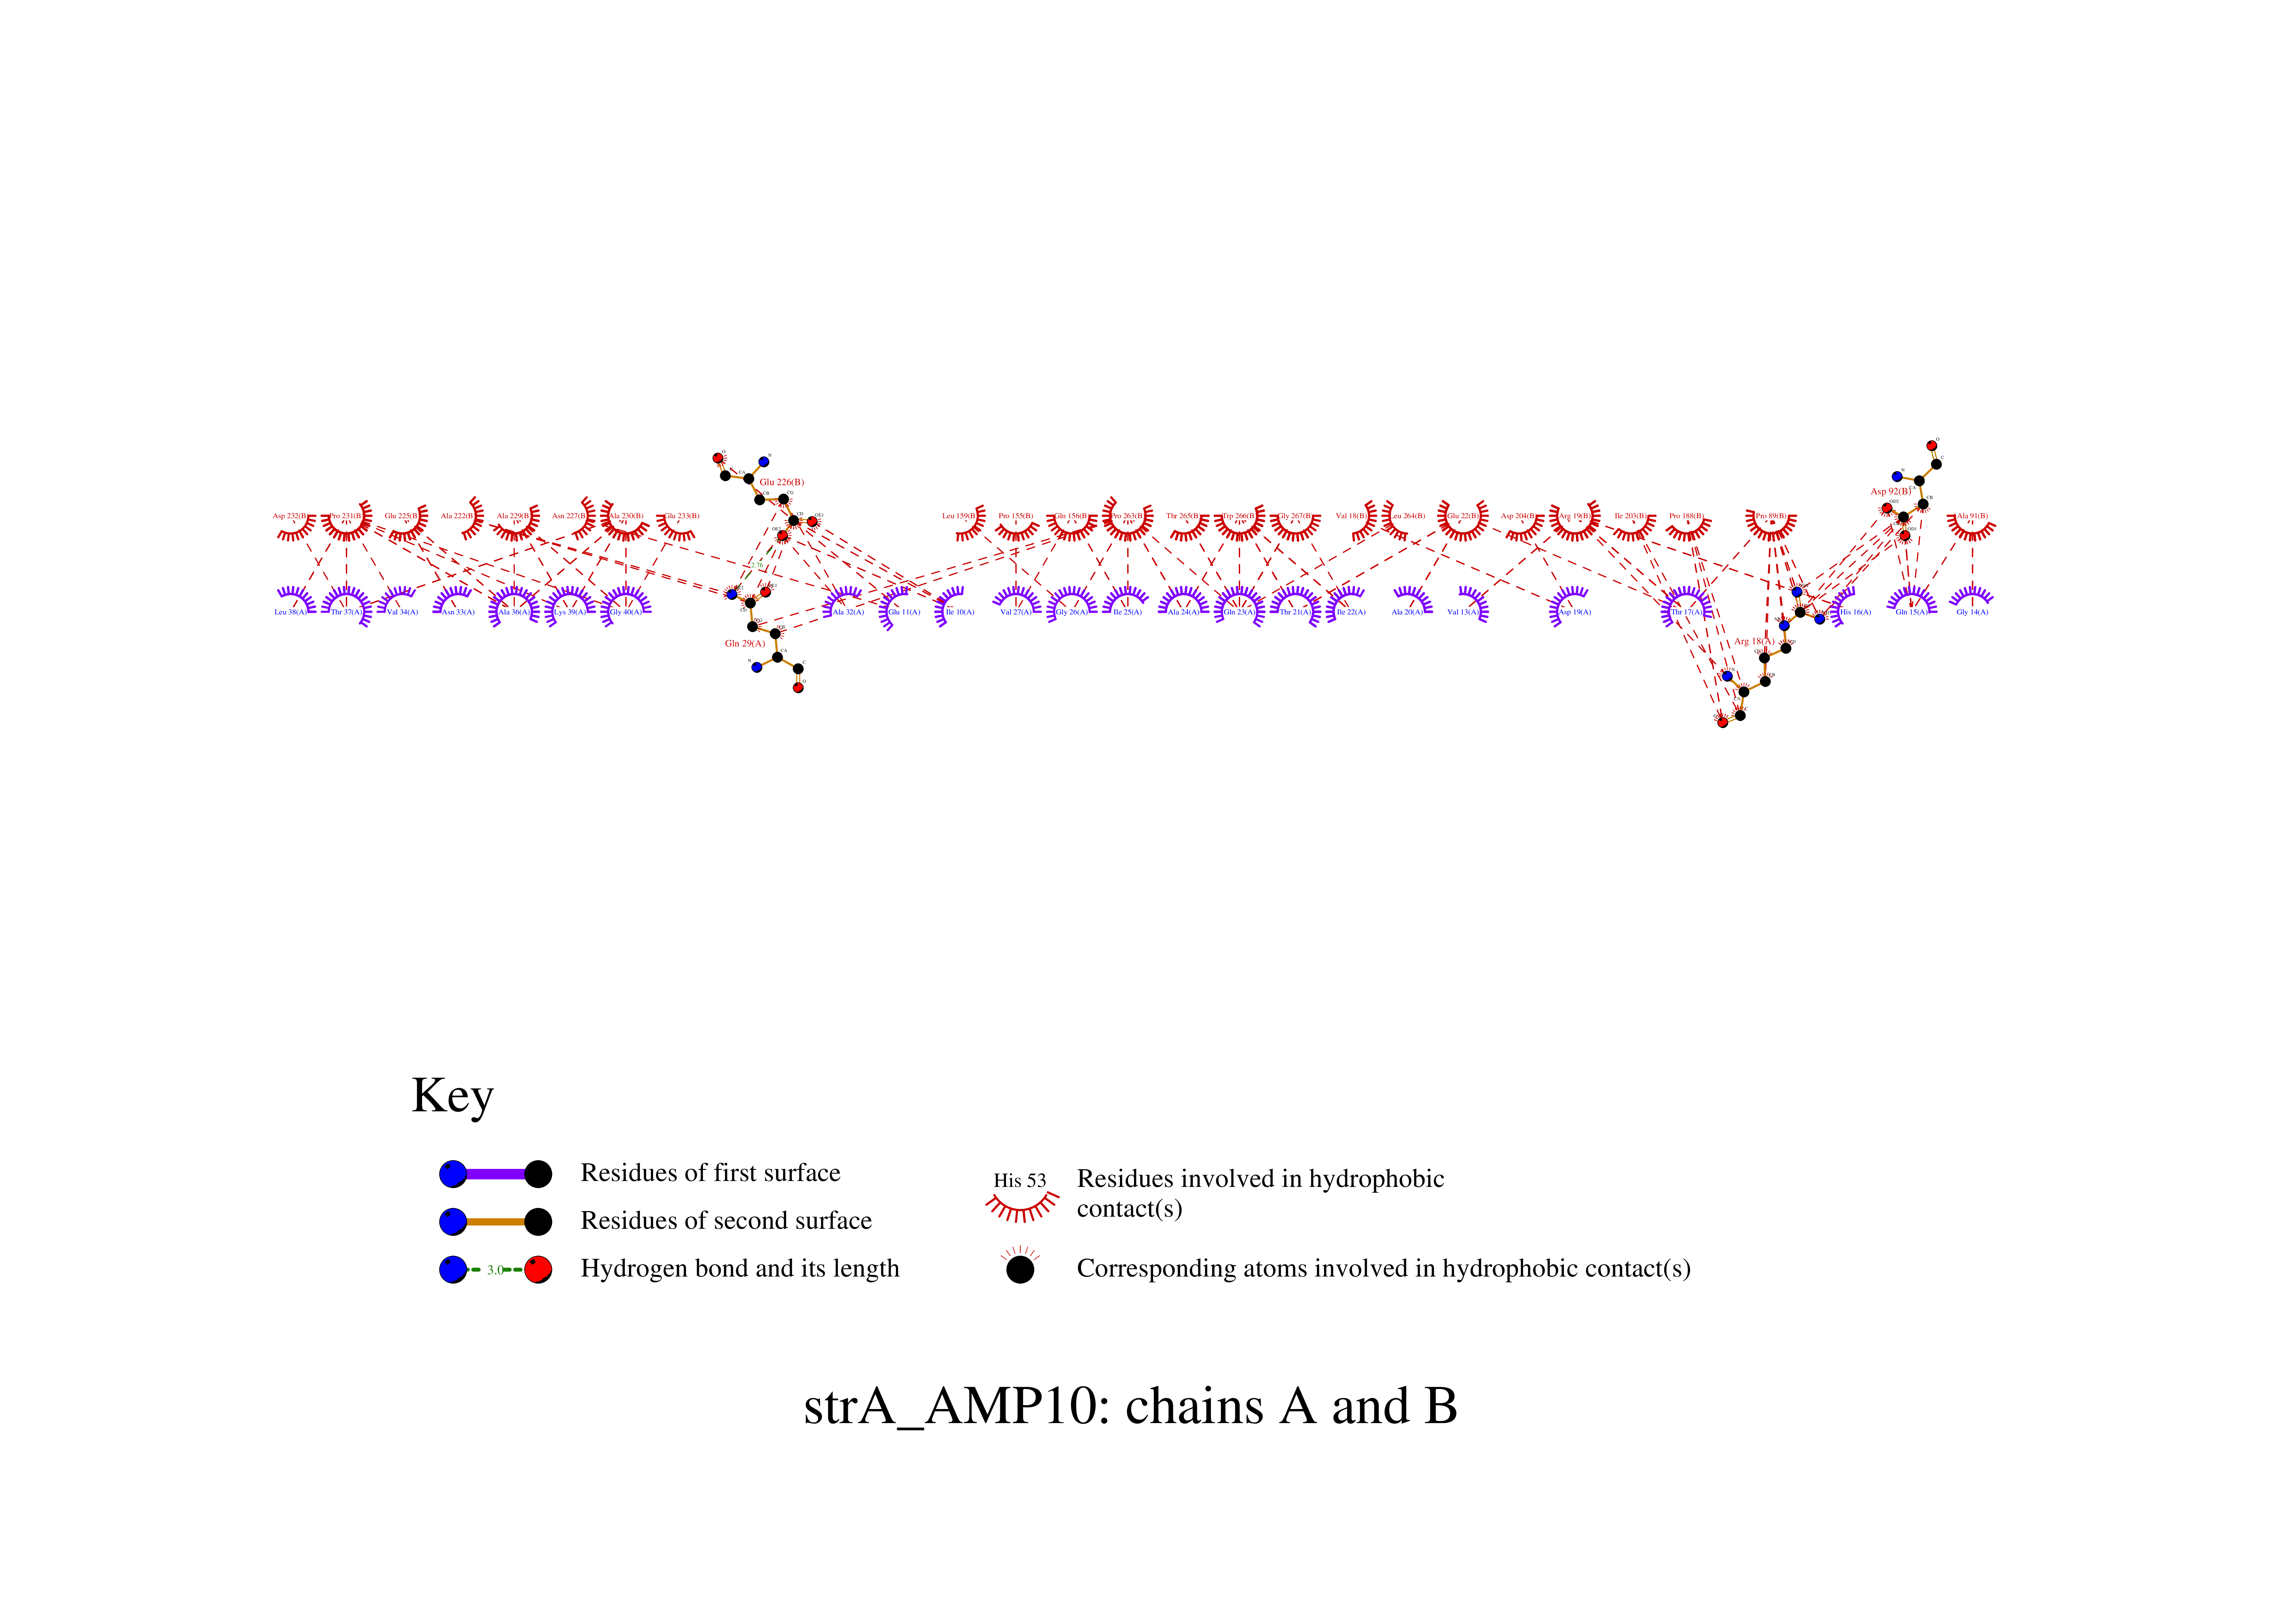 Glu 226(B)
Asp 92(B)
Asp 232(B) Pro 231(B) Glu 225(B) Ala 222(B) Ala 229(B) Asn 227(B) Ala 230(B) Glu 233(B) Leu 159(B) Pro 155(B) Gln 156(B) Pro 263(B) Thr 265(B) Trp 266(B) Gly 267(B) Val 18(B) Leu 264(B) Glu 22(B) Asp 204(B) Arg 19(B) Ile 203(B) Pro 188(B) Pro 89(B) Ala 91(B)
2.76
Leu 38(A) Thr 37(A) Val 34(A) Asn 33(A) Ala 36(A) Lys 39(A) Gly 40(A) Ala 32(A) Glu 11(A) Ile 10(A) Val 27(A) Gly 26(A) Ile 25(A) Ala 24(A) Gln 23(A) Thr 21(A) Ile 22(A) Ala 20(A) Val 13(A) Asp 19(A) Thr 17(A) His 16(A) Gln 15(A) Gly 14(A)
Gln 29(A)
Arg 18(A)
Key
Residues of first surface
Residues of second surface
3.0 Hydrogen bond and its length
His 53 Residues involved in hydrophobic
contact(s)
Corresponding atoms involved in hydrophobic contact(s)
strA_AMP10: chains A and B